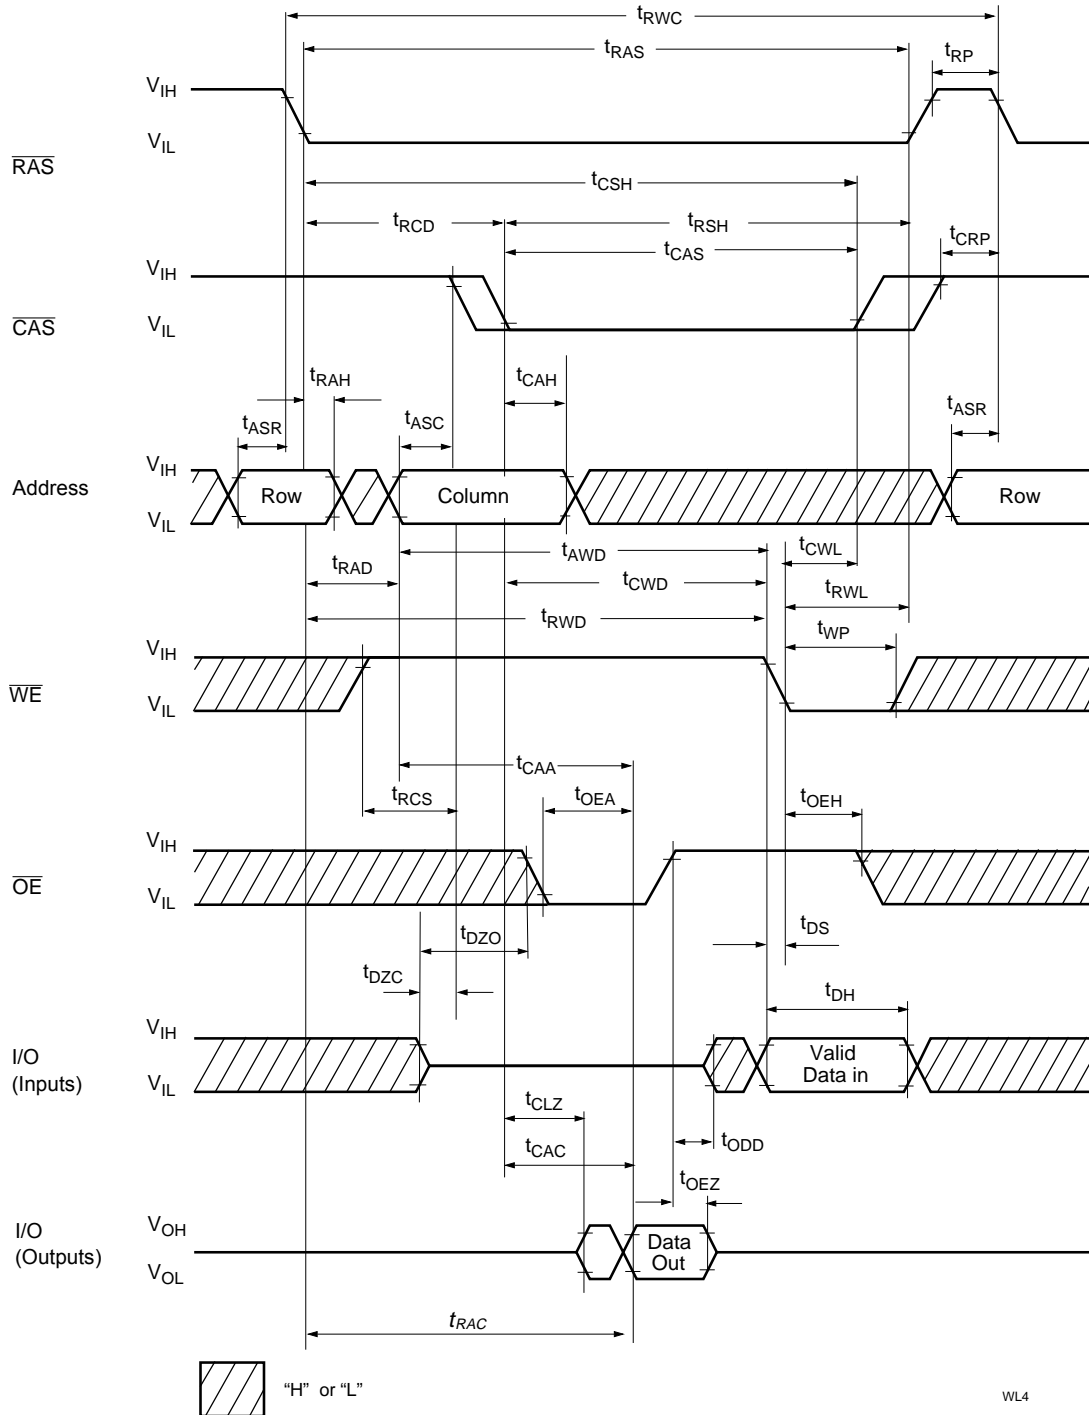 tRWC
tRAS
tRP
VIH
VIL
RAS
tCSH
tRCD
tRSH
tCAS
tCRP
VIH
CAS
VIL
tRAH
tCAH
tASR
tASC
tASR
VIH
Address
Row
Column
Row
VIL
tAWD
tCWL
tRAD
tCWD
tRWL
tRWD
tWP
VIH
WE
VIL
tCAA
tRCS
tOEA
tOEH
VIH
OE
VIL
tDZO
tDS
tDZC
tDH
VIH
I/O
(Inputs)
Valid
Data in
VIL
tCLZ
tODD
tCAC
tOEZ
VOH
I/O
(Outputs)
Data
Out
VOL
tRAC
“H” or “L”
WL4